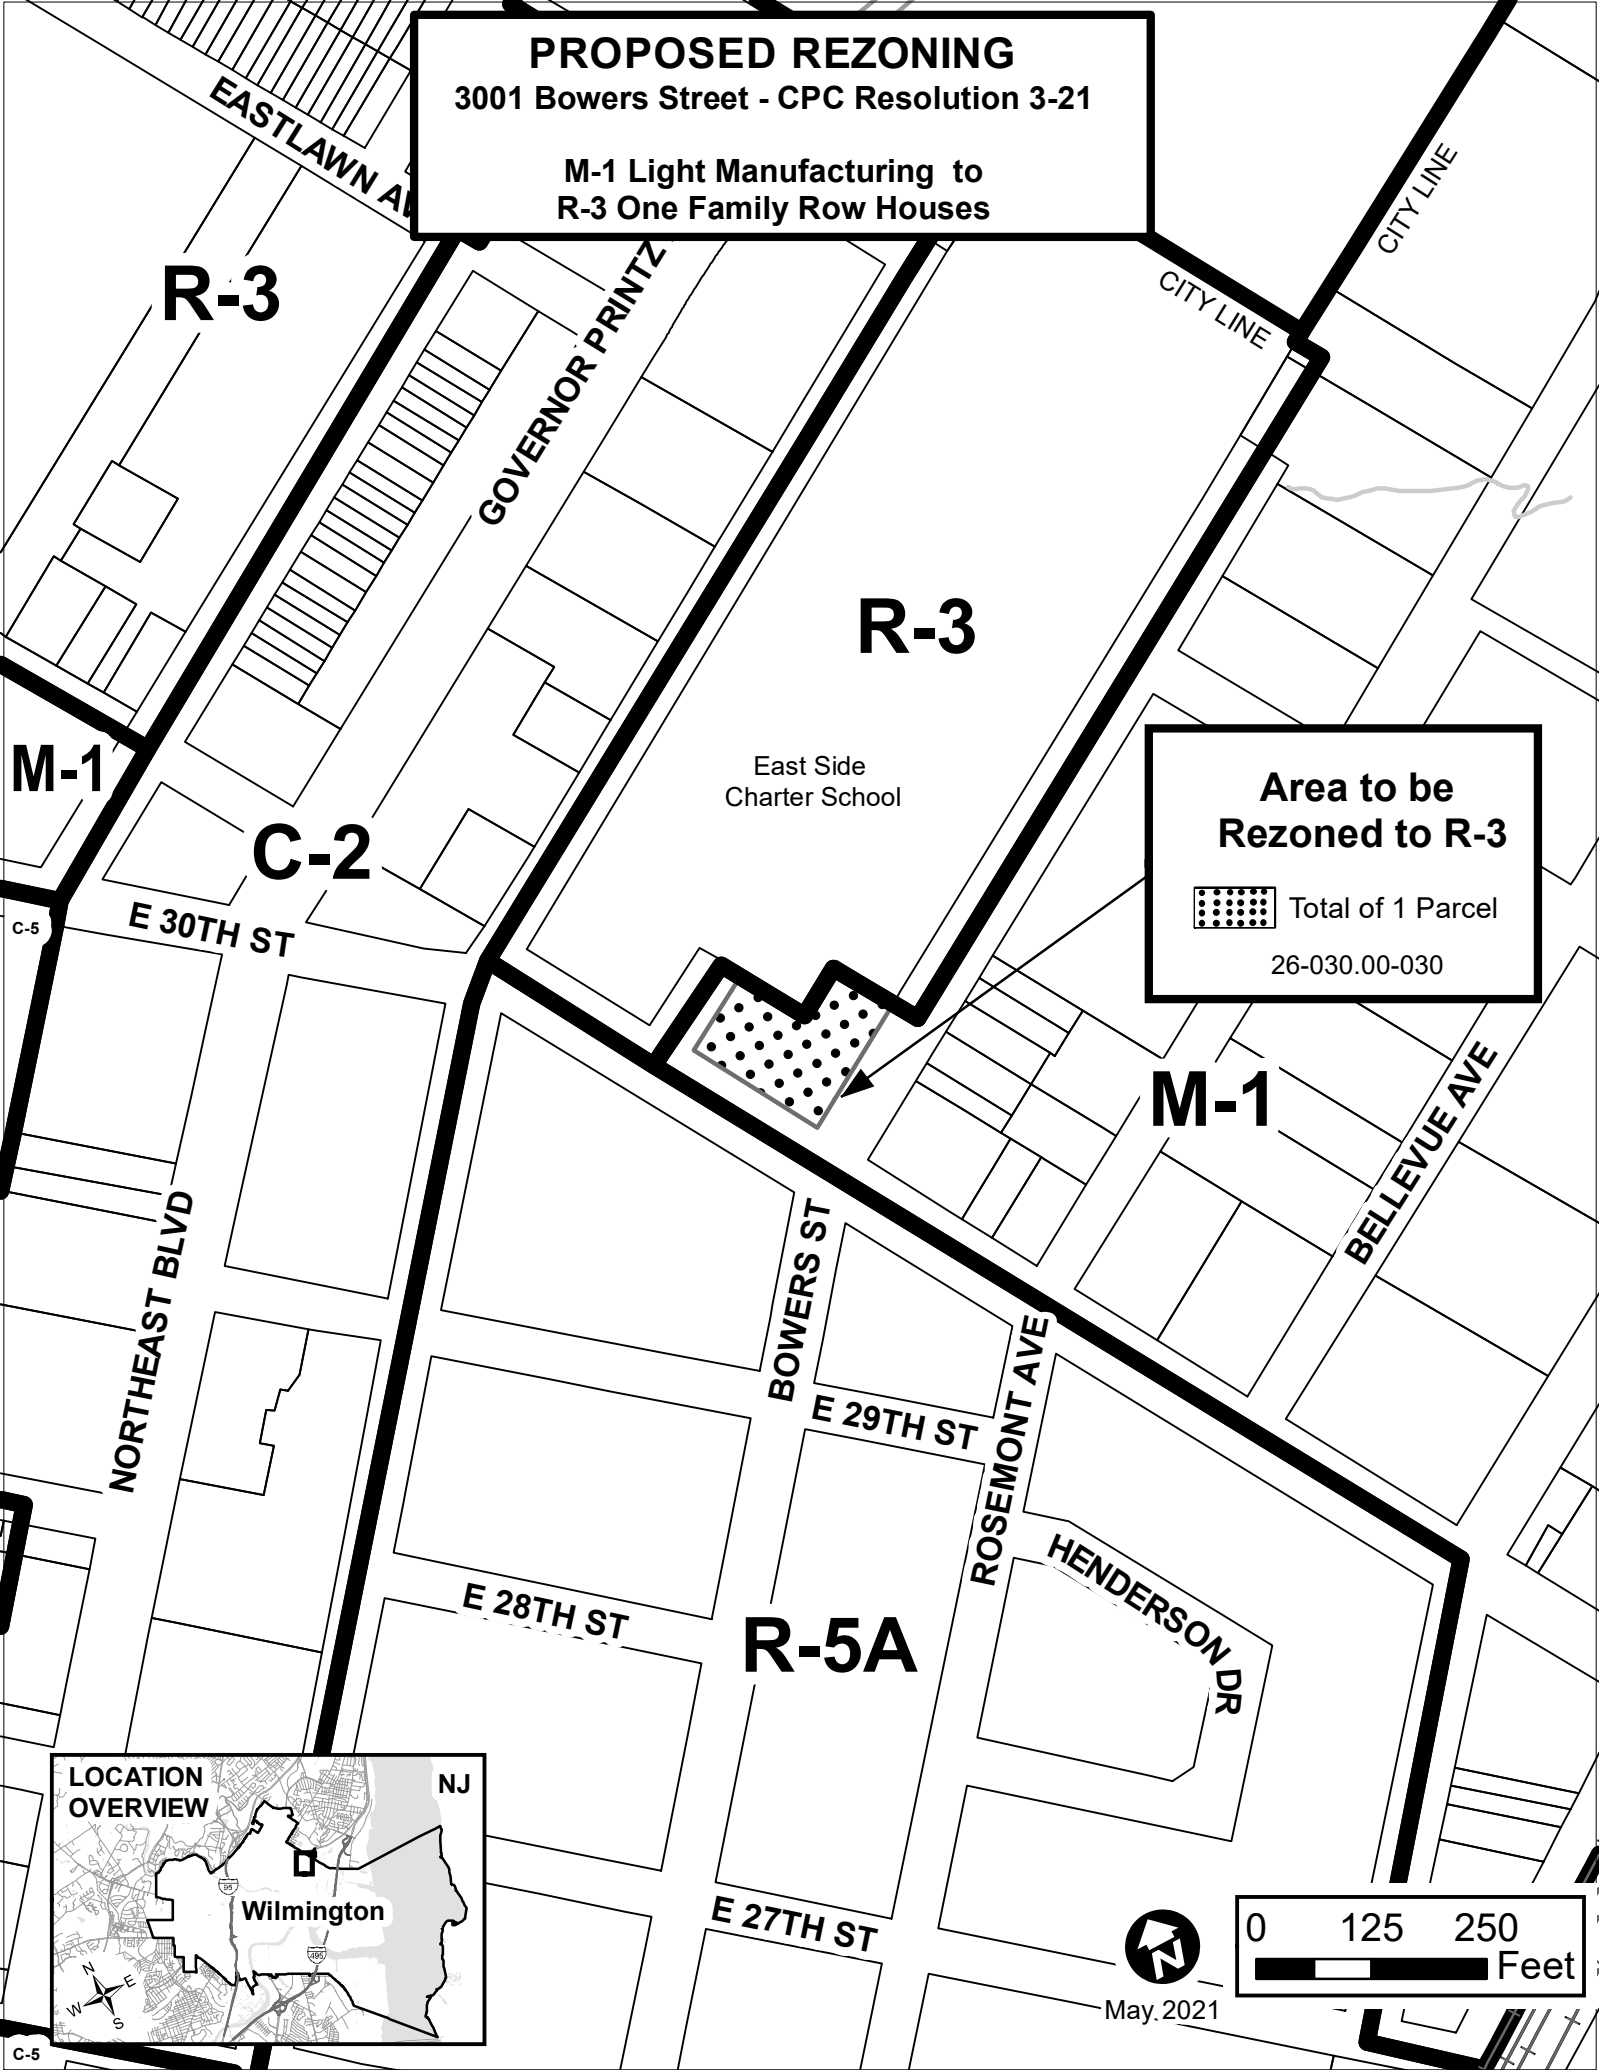 PROPOSED REZONING
3001 Bowers Street - CPC Resolution 3-21
M-1 Light Manufacturing to
R-3 One Family Row Houses
EASTLAWN
CITY LINE
CITY LINE
R-3
GOVERNOR PRINTZ
R-3
M-1
East Side
Charter School
Area to be
Rezoned to R-3
Total of 1 Parcel
26-030.00-030
C-2
E 30TH ST
C-5
M-1
BELLEVUE AVE
NORTHEAST BLVD
BOWERS ST
E 29TH ST
ROSEMONT AVE
HENDERSON DR
E 28TH ST
R-5A
LOCATION
OVERVIEW
NJ
95
Wilmington
495
N
E
W
S
E 27TH ST
N
May 2021
0 125 250
Feet
C-5